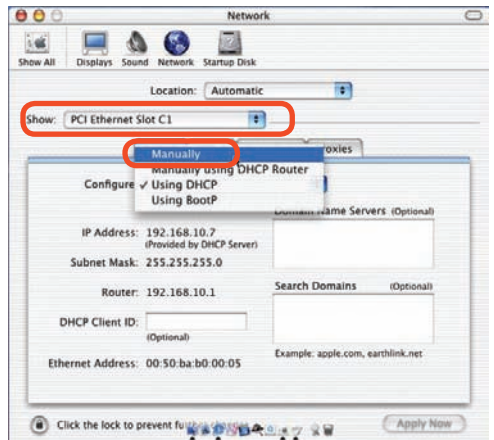 Network
Show All Displays Sound Network Startup Disk
Location: Automatic
Show: PCI Ethernet Slot C1
Manually
Manually using DHCP Router
Using DHCP
Using BootP
Configure
oxies
Domain Name Servers (Optional)
IP Address: 192.168.10.7
(Provided by DHCP Server)
Subnet Mask: 255.255.255.0
Router: 192.168.10.1
Search Domains (Optional)
DHCP Client ID:
(Optional)
Example: apple.com, earthlink.net
Ethernet Address: 00:50:ba:b0:00:05
Click the lock to prevent
Apply Now